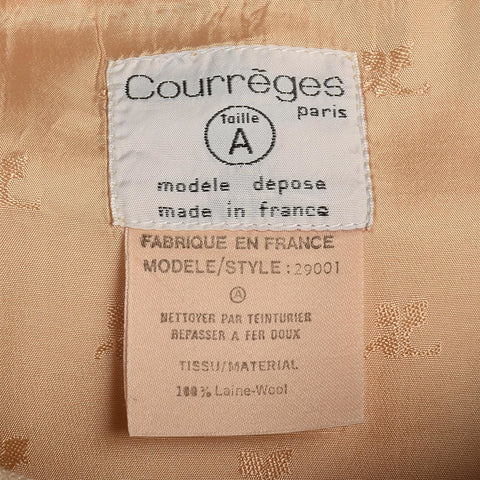 Courrèges
paris
taille
A
modele depose
made in france
FABRIQUE EN FRANCE
MODELE/STYLE : 29001
A
NETTOYER PAR TEINTURIER
REPASSER A FER DOUX
TISSU/MATERIAL
100% Laine-Wool